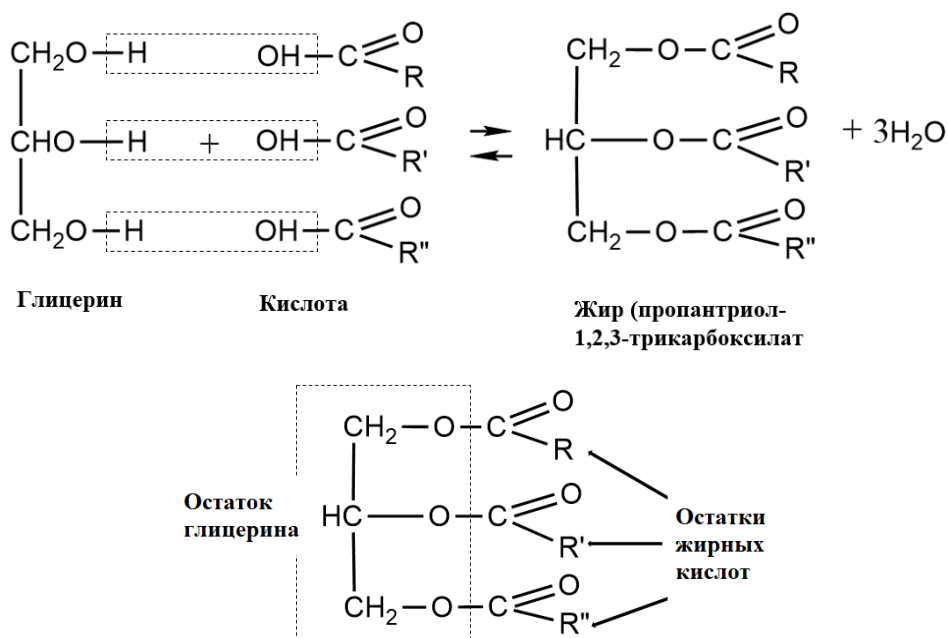 CH₂O—H OH—C O R
CHO—H + OH—C O R' ⇌
CH₂O—H OH—C O R"
CH₂—O—C O R
HC—O—C O R' + 3H₂O
CH₂—O—C O R"
Глицерин
Кислота
Жир (пропантриол-
1,2,3-трикарбоксилат
CH₂—O—C O R
HC—O—C O R'
CH₂—O—C O R"
Остаток
глицерина
Остатки
жирных
кислот